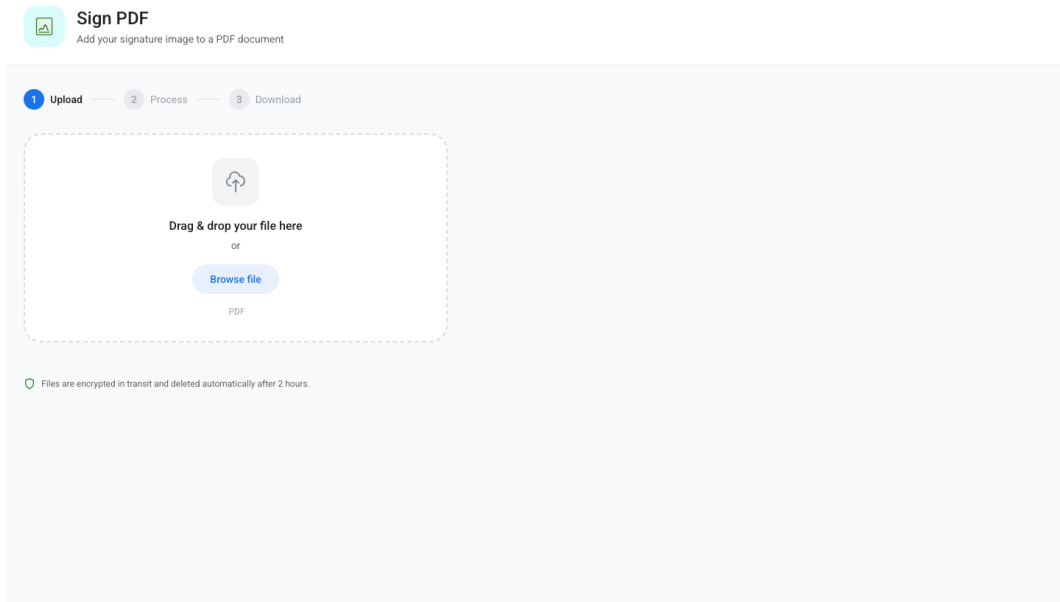 Sign PDF
Add your signature image to a PDF document
1 Upload 2 Process 3 Download
Drag & drop your file here
or
Browse file
.PDF
Files are encrypted in transit and deleted automatically after 2 hours.